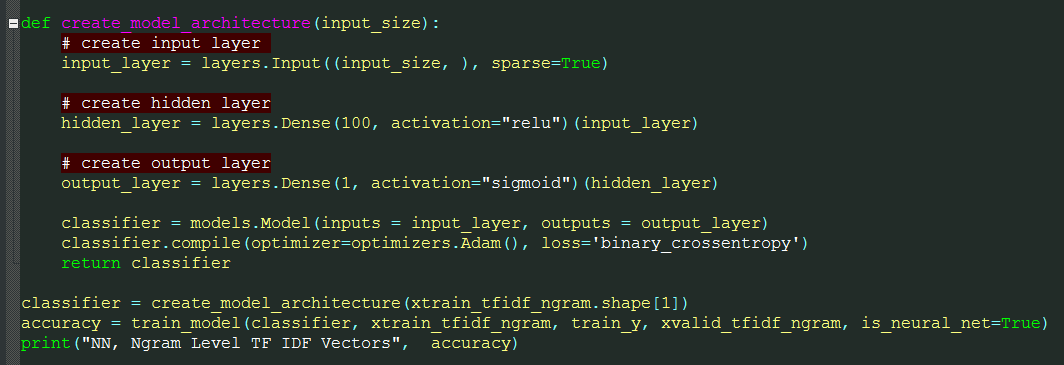 def create_model_architecture(input_size):
    # create input layer
    input_layer = layers.Input((input_size, ), sparse=True)

    # create hidden layer
    hidden_layer = layers.Dense(100, activation="relu")(input_layer)

    # create output layer
    output_layer = layers.Dense(1, activation="sigmoid")(hidden_layer)

    classifier = models.Model(inputs = input_layer, outputs = output_layer)
    classifier.compile(optimizer=optimizers.Adam(), loss='binary_crossentropy')
    return classifier

classifier = create_model_architecture(xtrain_tfidf_ngram.shape[1])
accuracy = train_model(classifier, xtrain_tfidf_ngram, train_y, xvalid_tfidf_ngram, is_neural_net=True)
print("NN, Ngram Level TF IDF Vectors",  accuracy)